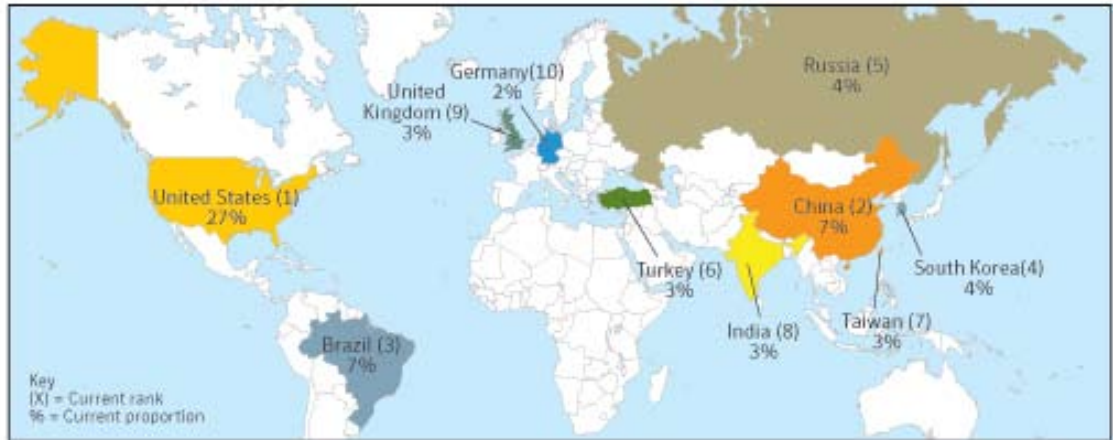 Russia (5)
4%
Germany(10)
2%
United
Kingdom (9)
3%
United States (1)
27%
China (2)
7%
South Korea(4)
4%
Turkey (6)
3%
Taiwan (7)
3%
India (8)
3%
Brazil (3)
7%
Key
(X) = Current rank
% = Current proportion